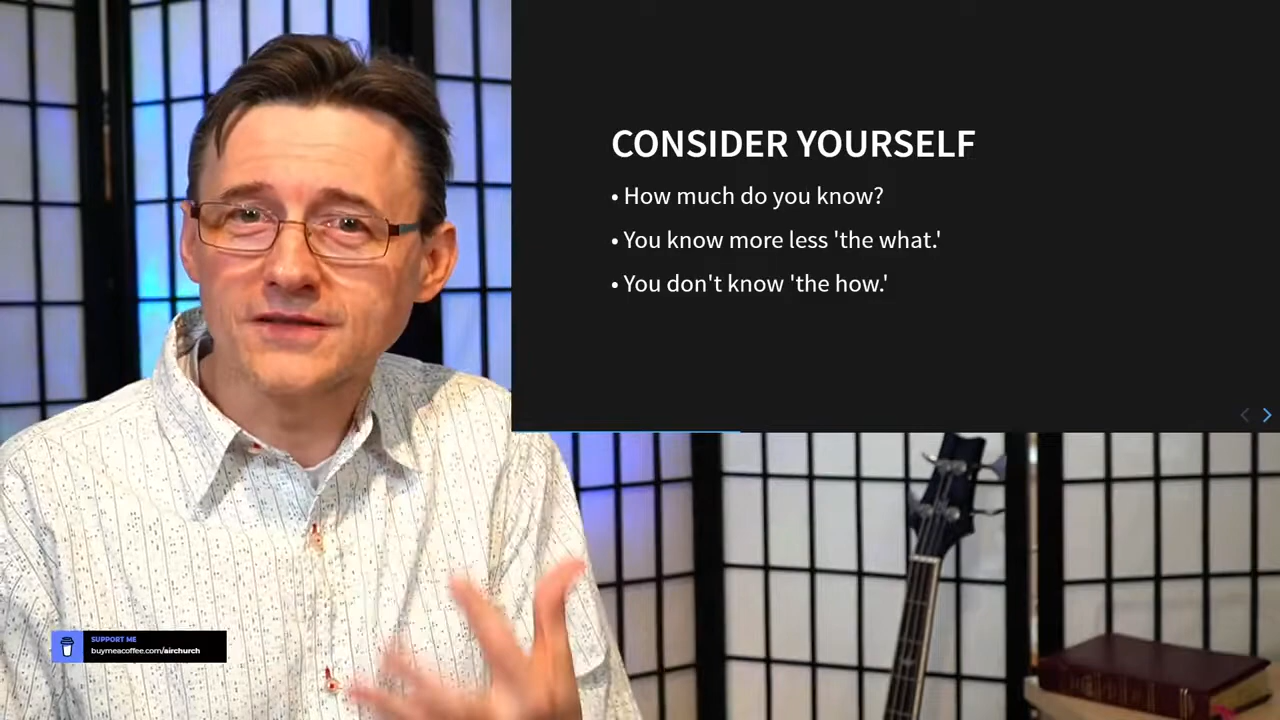 CONSIDER YOURSELF
• How much do you know?
• You know more less 'the what.'
• You don't know 'the how.'
SUPPORT ME
buymeacoffee.com/airchurch